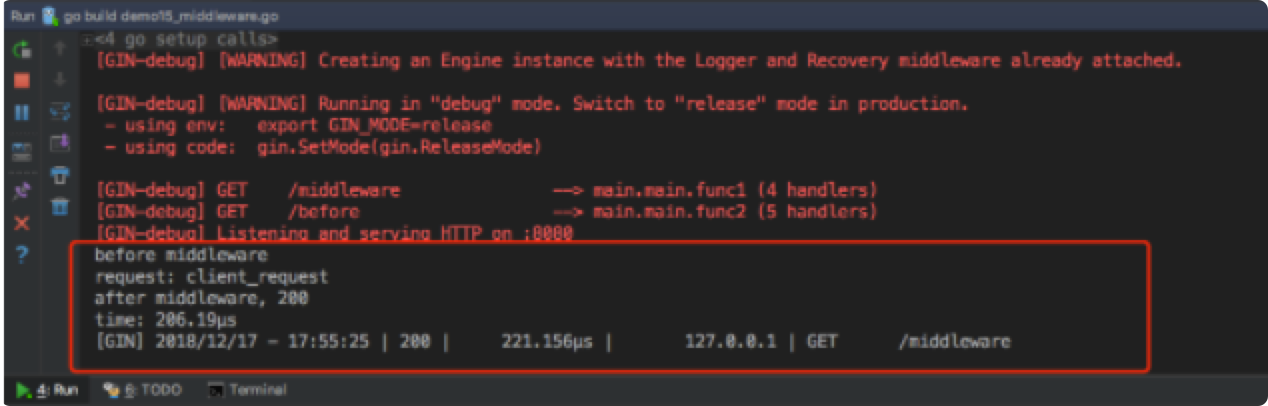 Run go build demo15_middleware.go
<4 go setup calls>
[GIN-debug] [WARNING] Creating an Engine instance with the Logger and Recovery middleware already attached.
[GIN-debug] [WARNING] Running in "debug" mode. Switch to "release" mode in production.
- using env: export GIN_MODE=release
- using code: gin.SetMode(gin.ReleaseMode)
[GIN-debug] GET /middleware --> main.main.func1 (4 handlers)
[GIN-debug] GET /before --> main.main.func2 (5 handlers)
[GIN-debug] Listening and serving HTTP on :8080
before middleware
request: client_request
after middleware, 200
time: 206.19µs
[GIN] 2018/12/17 - 17:55:25 | 200 | 221.156µs | 127.0.0.1 | GET /middleware
4: Run 6: TODO Terminal